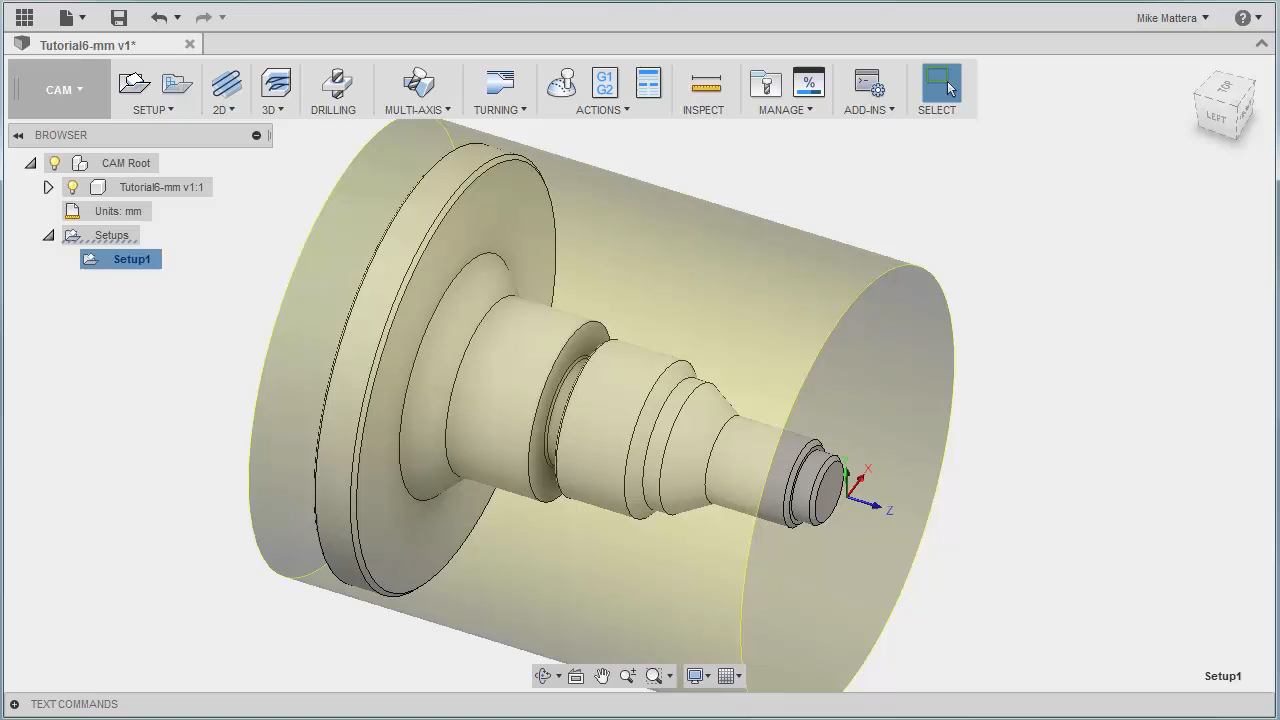 Mike Mattera
Tutorial6-mm v1*
CAM
SETUP
2D
3D
DRILLING
MULTI-AXIS
TURNING
G1
G2
ACTIONS
INSPECT
%
MANAGE
ADD-INS
SELECT
TOP
LEFT
BROWSER
CAM Root
Tutorial6-mm v1:1
Units: mm
Setups
Setup1
X
Z
Setup1
TEXT COMMANDS